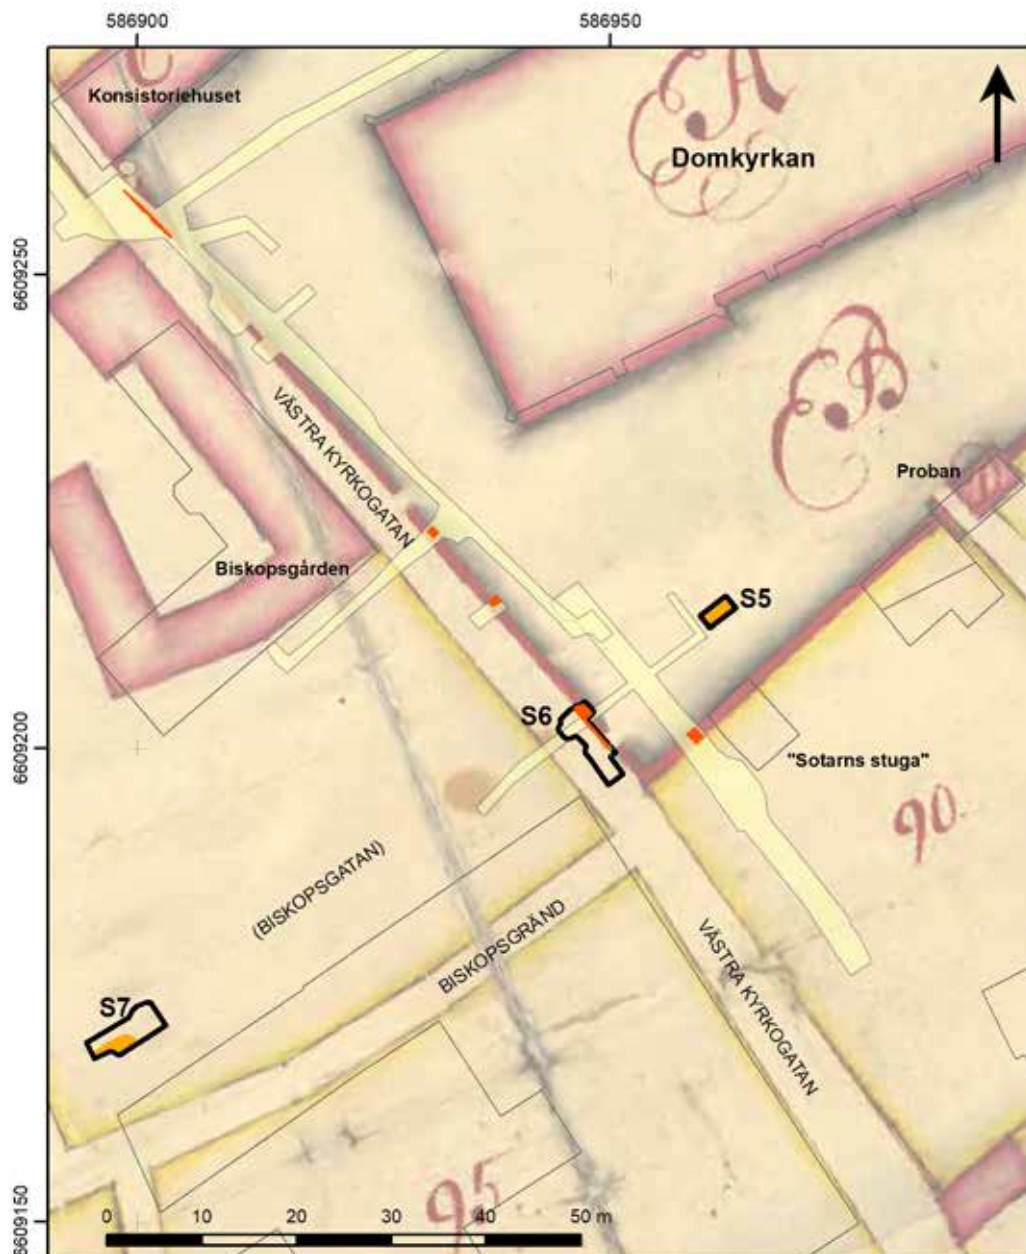 586900
586950
Konsistoriehuset
A
Domkyrkan
6609250
VÄSTRA KYRKOGATAN
B
Proban
Biskopsgården
S5
S6
6609200
"Sotarns stuga"
90.
(BISKOPSGATAN)
BISKOPSGRÄND
VÄSTRA KYRKOGATAN
S7
95
6609150
0 10 20 30 40 50 m